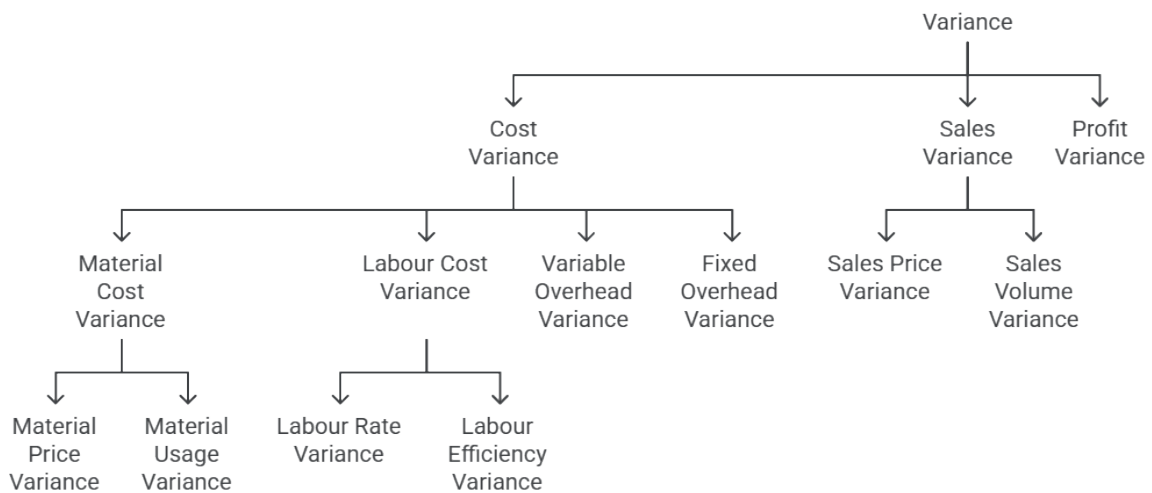 Variance
Cost
Variance
Sales
Variance
Profit
Variance
Material
Cost
Variance
Labour Cost
Variance
Variable
Overhead
Variance
Fixed
Overhead
Variance
Sales Price
Variance
Sales
Volume
Variance
Material
Price
Variance
Material
Usage
Variance
Labour Rate
Variance
Labour
Efficiency
Variance